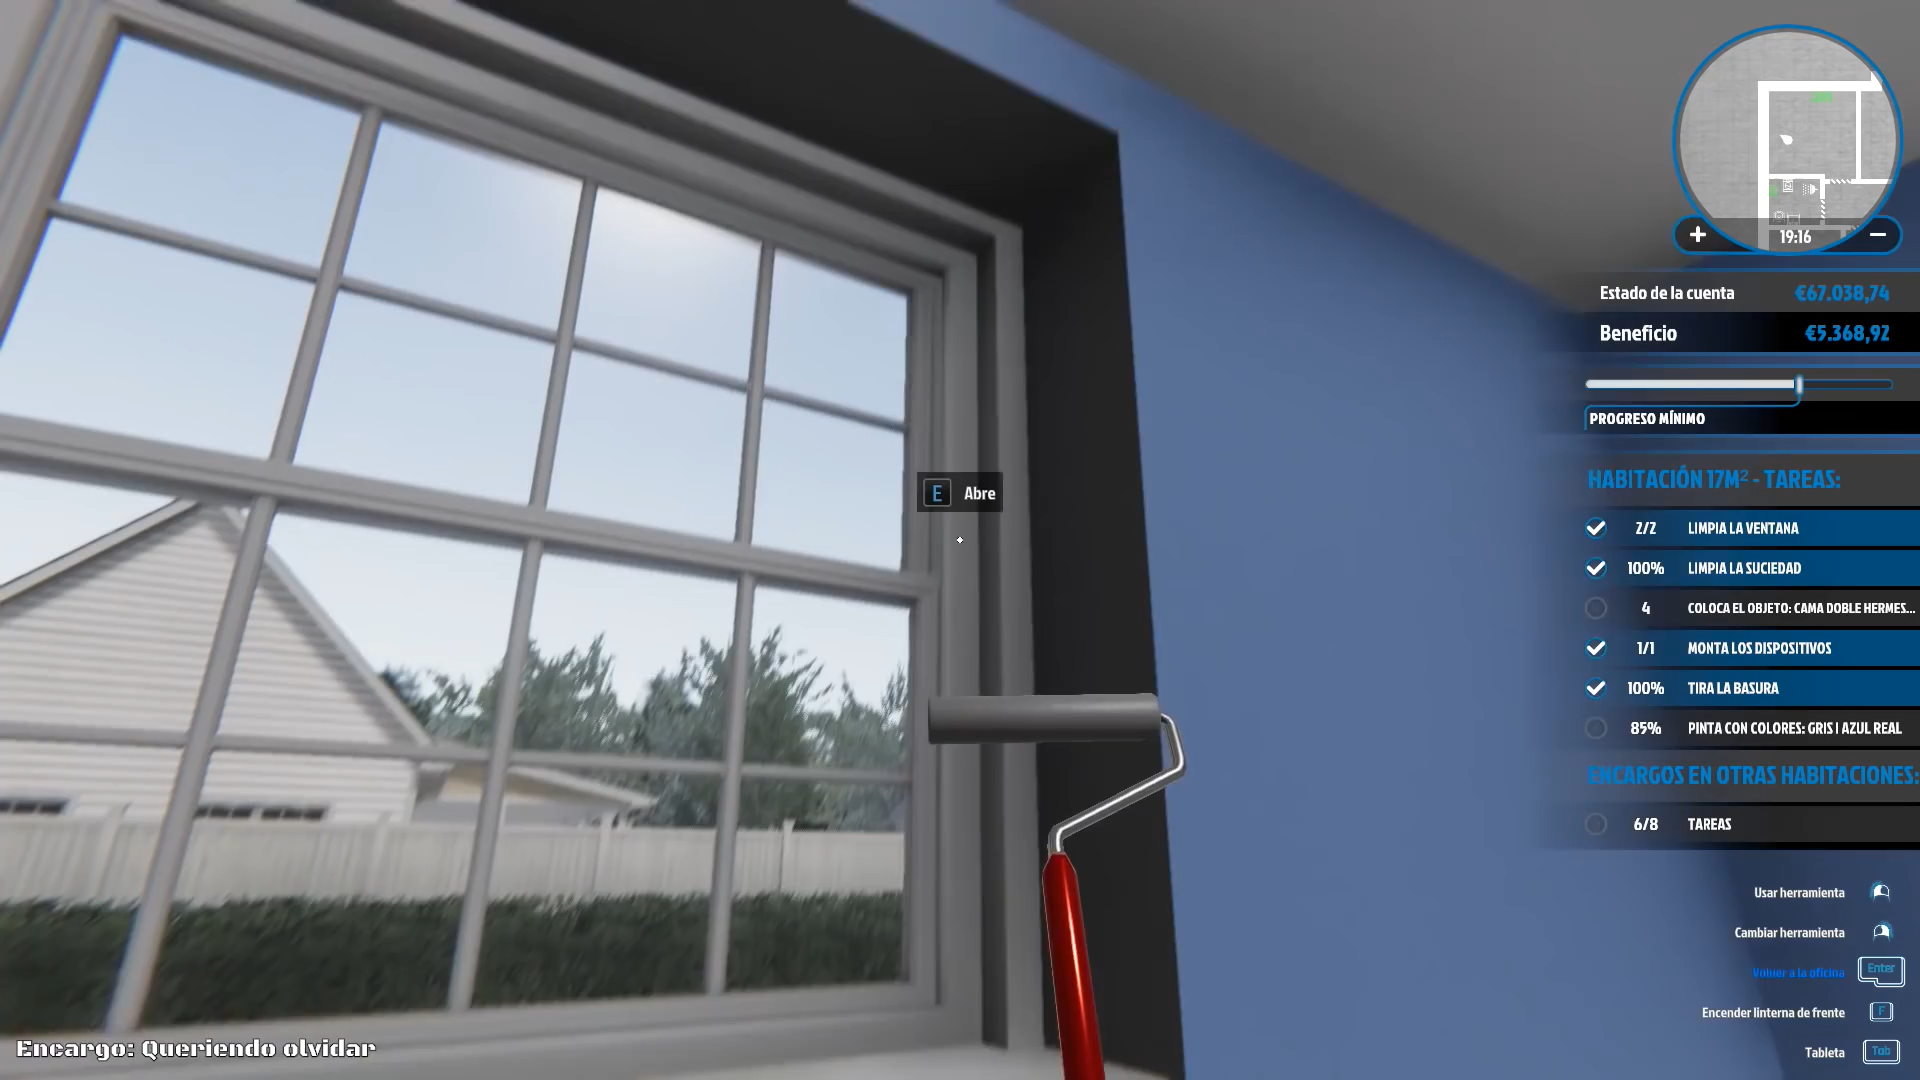 19:16
Estado de la cuenta €67.038,74
Beneficio €5.368,92
PROGRESO MÍNIMO
HABITACIÓN 17M² - TAREAS:
2/2 LIMPIA LA VENTANA
100% LIMPIA LA SUCIEDAD
4 COLOCA EL OBJETO: CAMA DOBLE HERMES...
1/1 MONTA LOS DISPOSITIVOS
100% TIRA LA BASURA
85% PINTA CON COLORES: GRIS | AZUL REAL
ENCARGOS EN OTRAS HABITACIONES:
6/8 TAREAS
E Abre
Usar herramienta
Cambiar herramienta
Volver a la oficina Enter
Encender linterna de frente F
Tableta Tab
Encargo: Queriendo olvidar